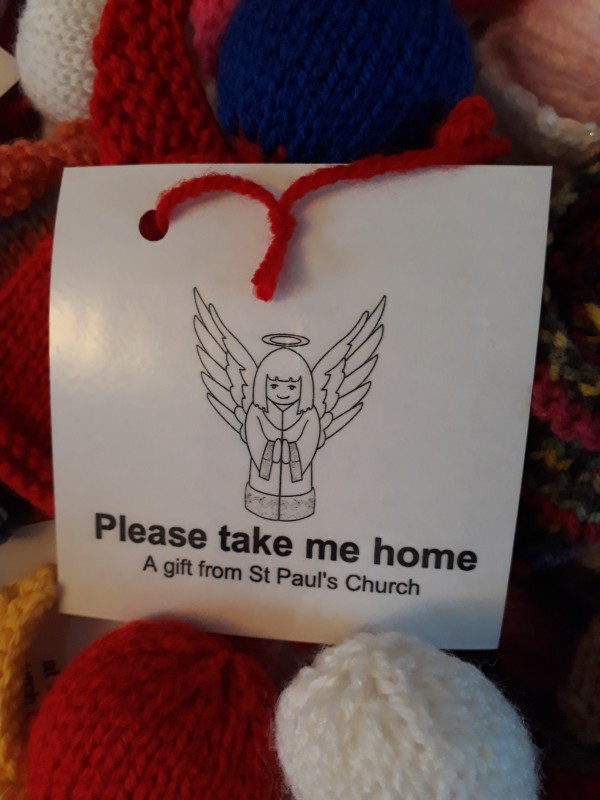 Please take me home
A gift from St Paul's Church